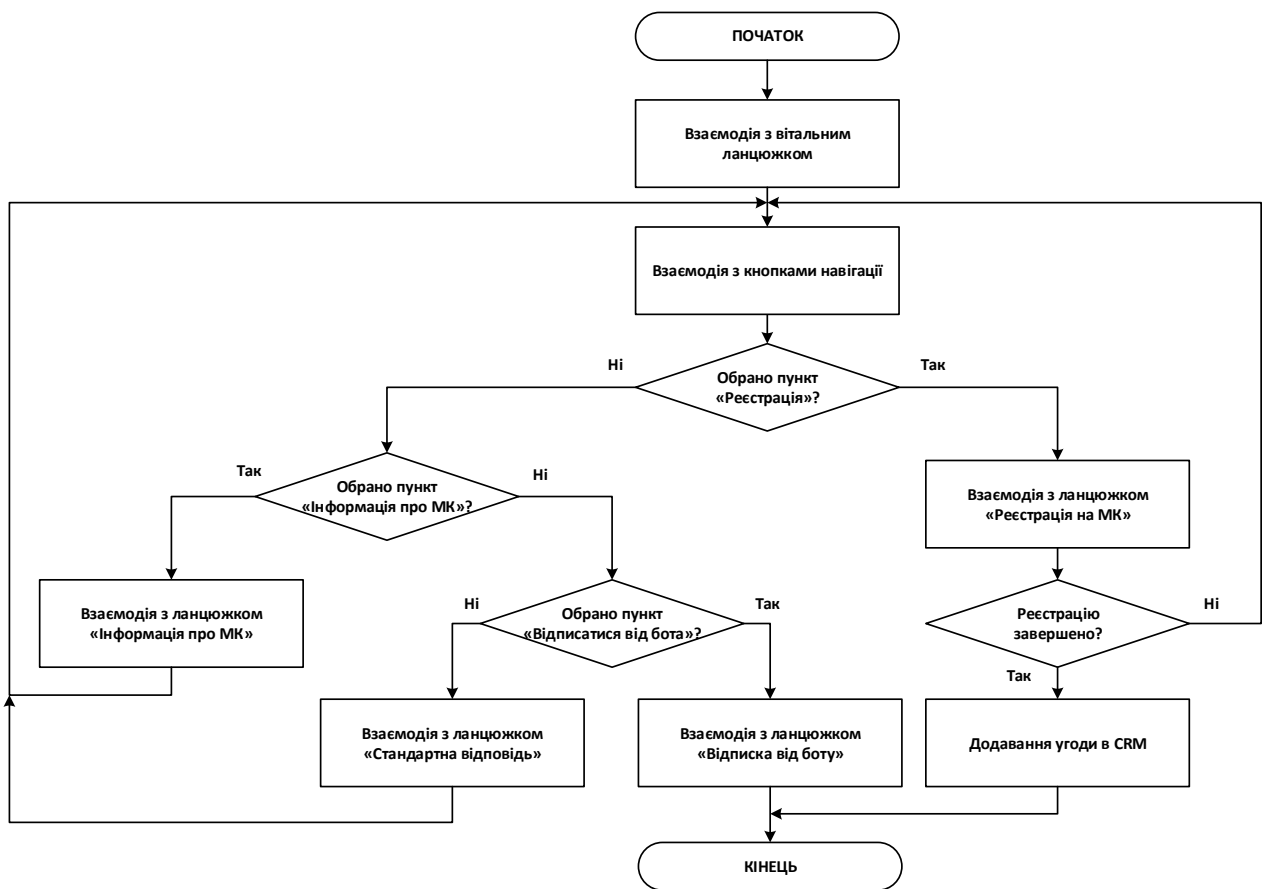 ПОЧАТОК
Взаємодія з вітальним
ланцюжком
Взаємодія з кнопками навігації
Ні
Так
Обрано пункт
«Реєстрація»?
Так
Ні
Обрано пункт
«Інформація про МК»?
Взаємодія з ланцюжком
«Реєстрація на МК»
Взаємодія з ланцюжком
«Інформація про МК»
Ні
Так
Обрано пункт
«Відписатися від бота»?
Ні
Реєстрацію
завершено?
Так
Взаємодія з ланцюжком
«Стандартна відповідь»
Взаємодія з ланцюжком
«Відписка від боту»
Додавання угоди в CRM
КІНЕЦЬ